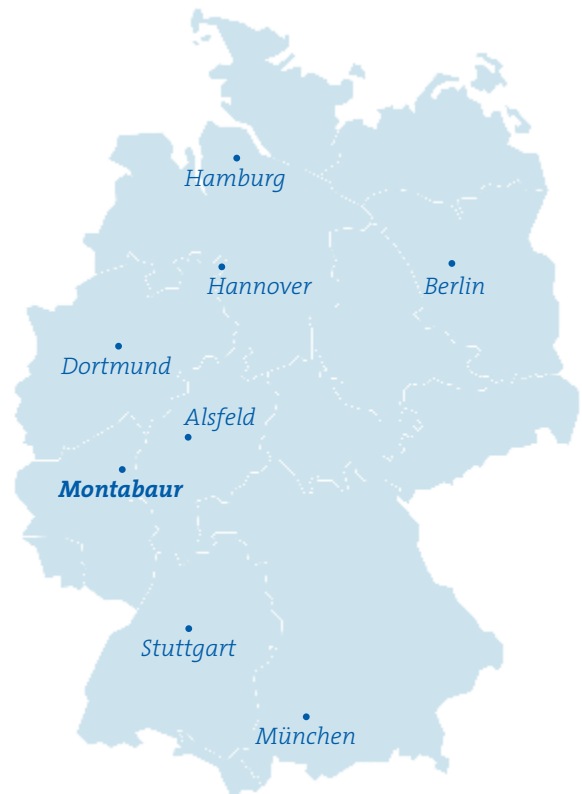 Hamburg
Hannover
Berlin
Dortmund
Alsfeld
Montabaur
Stuttgart
München